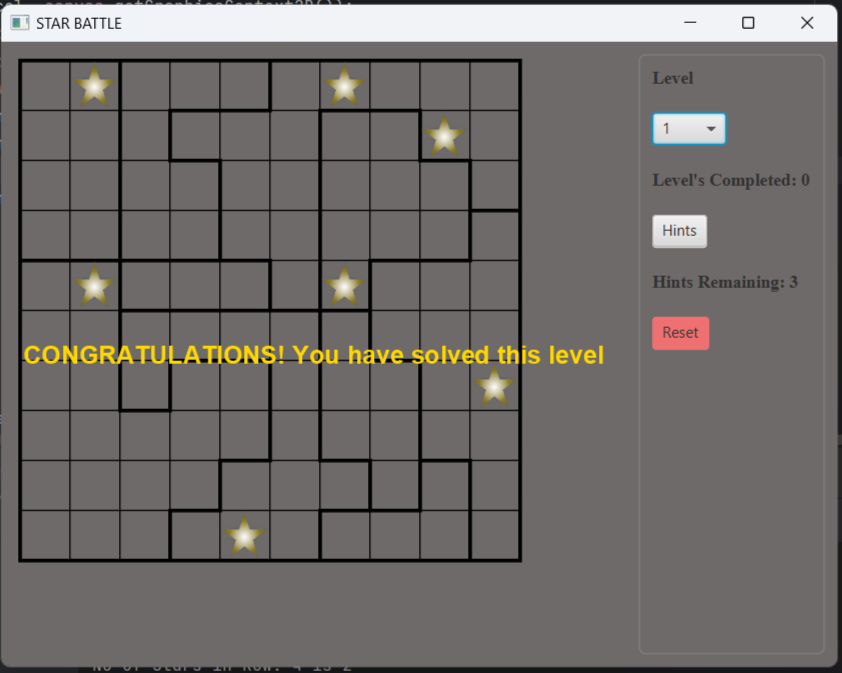 STAR BATTLE
Level
1
Level's Completed: 0
Hints
Hints Remaining: 3
Reset
CONGRATULATIONS! You have solved this level